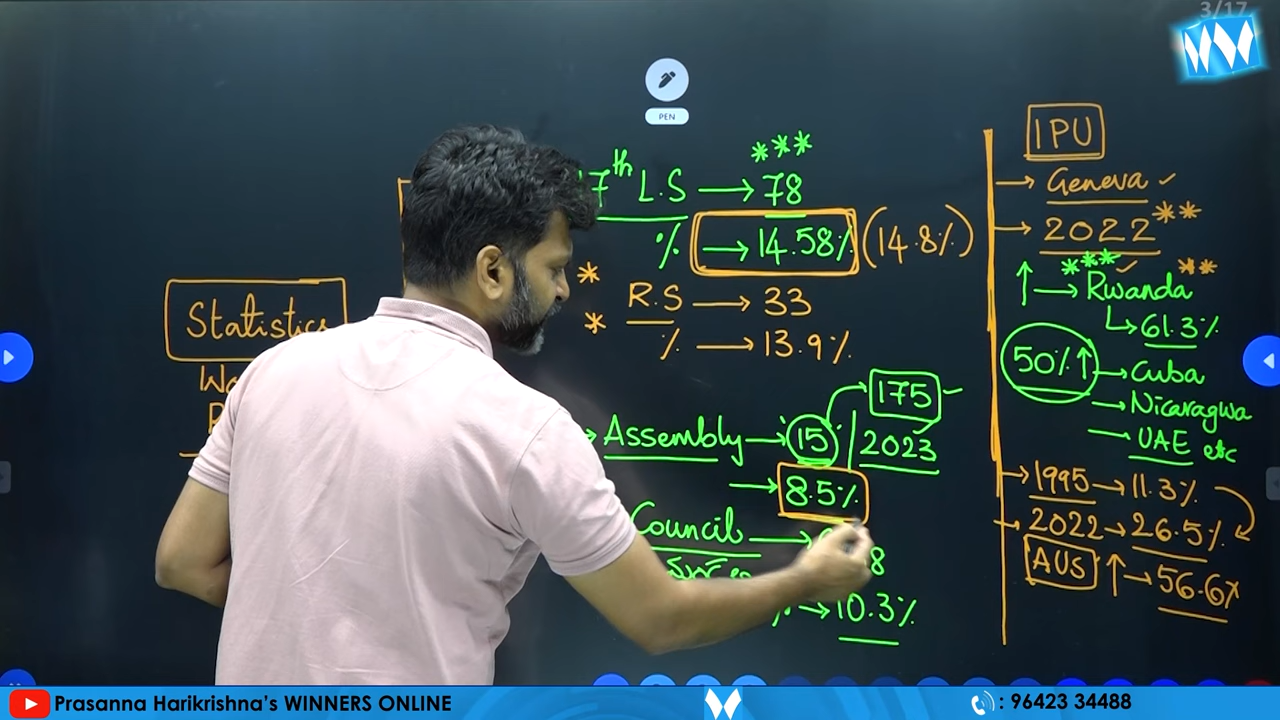 3/17
W
PEN
Statistics
17th L.S → 78 ***
% → 14.58% (14.8%)
* R.S → 33
* % → 13.9%
→ Assembly → 15 / 2023
175
→ 8.5%
Council →
8
% → 10.3%
IPU
→ Geneva ✓
→ 2022 **
↑ → Rwanda *** ✓ **
↳ 61.3%
50% ↑ → Cuba
→ Nicaragwa
→ UAE etc
→ 1995 → 11.3%
→ 2022 → 26.5%
AUS ↑ → 56.6%
Prasanna Harikrishna's WINNERS ONLINE
W
: 96423 34488